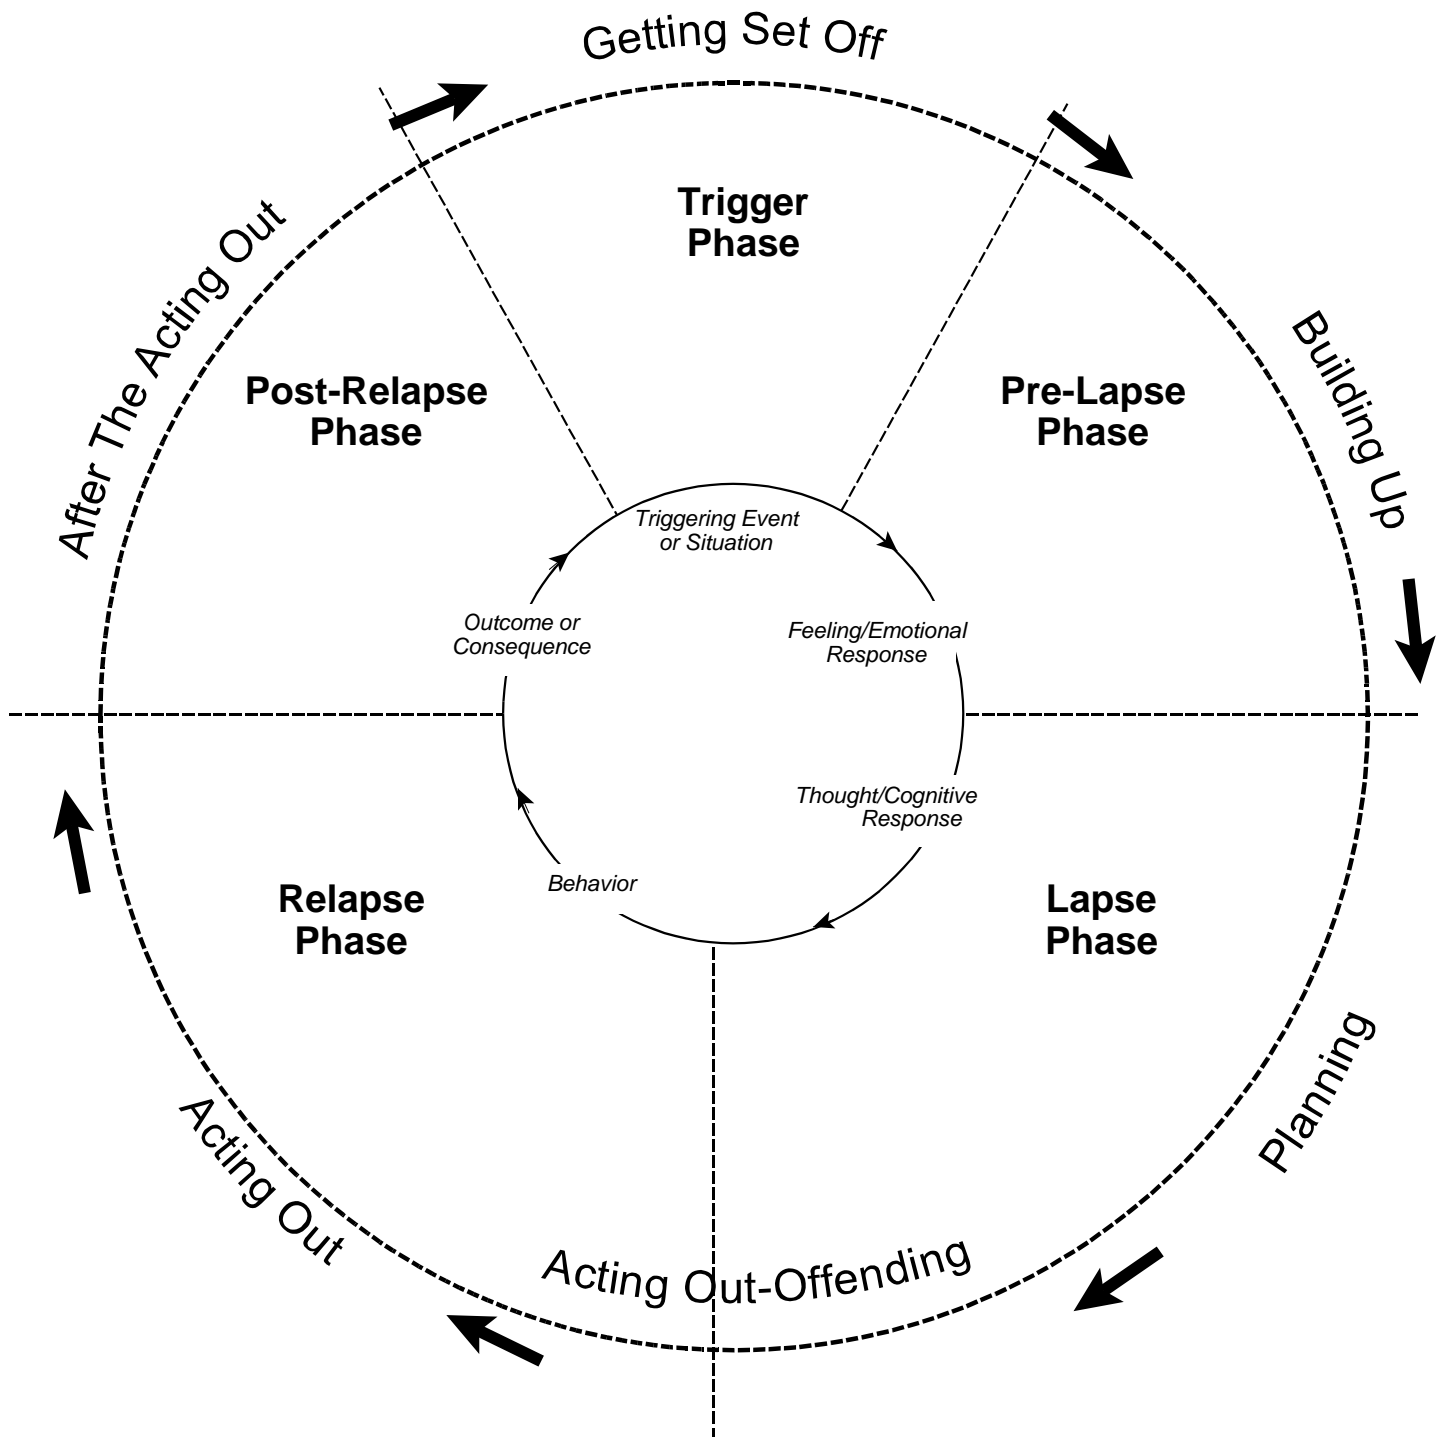 Getting Set Off
Trigger
Phase
After The Acting Out
Building Up
Post-Relapse
Phase
Pre-Lapse
Phase
Triggering Event
or Situation
Outcome or
Consequence
Feeling/Emotional
Response
Thought/Cognitive
Response
Behavior
Relapse
Phase
Lapse
Phase
Planning
Acting Out
Acting Out-Offending